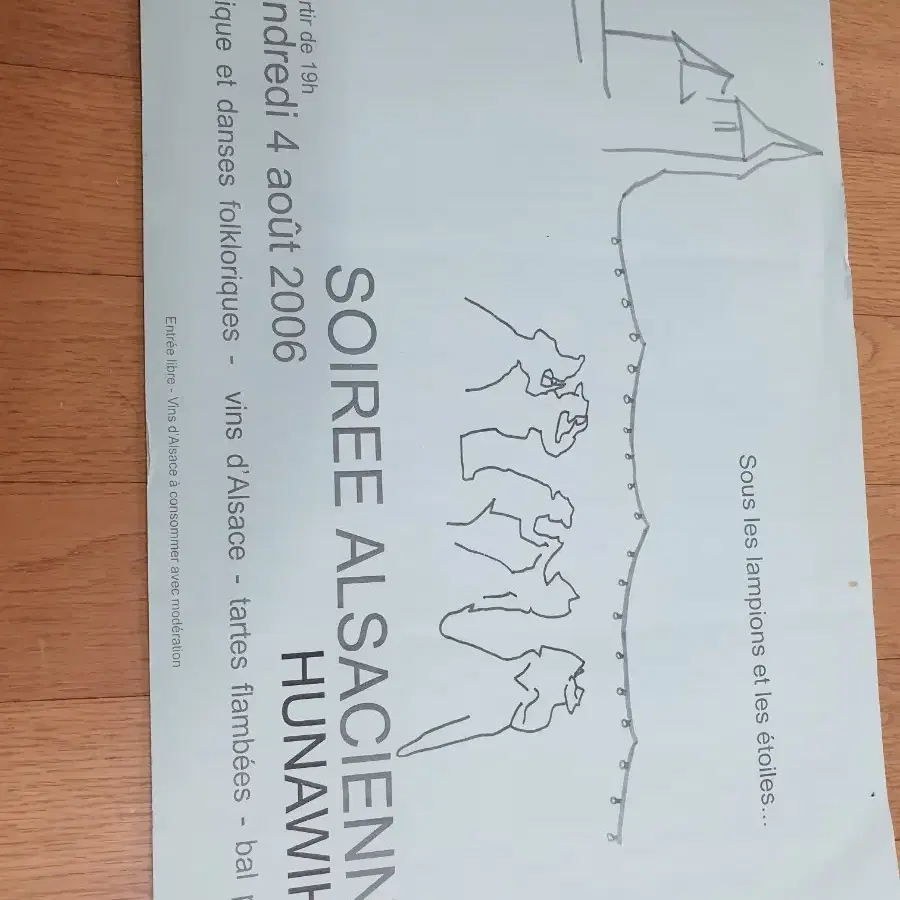 Sous les lampions et les étoiles...
SOIREE ALSACIENN
HUNAWIH
rtir de 19h
ndredi 4 août 2006
ique et danses folkloriques - vins d'Alsace - tartes flambées - bal p
Entrée libre - Vins d'Alsace à consommer avec modération